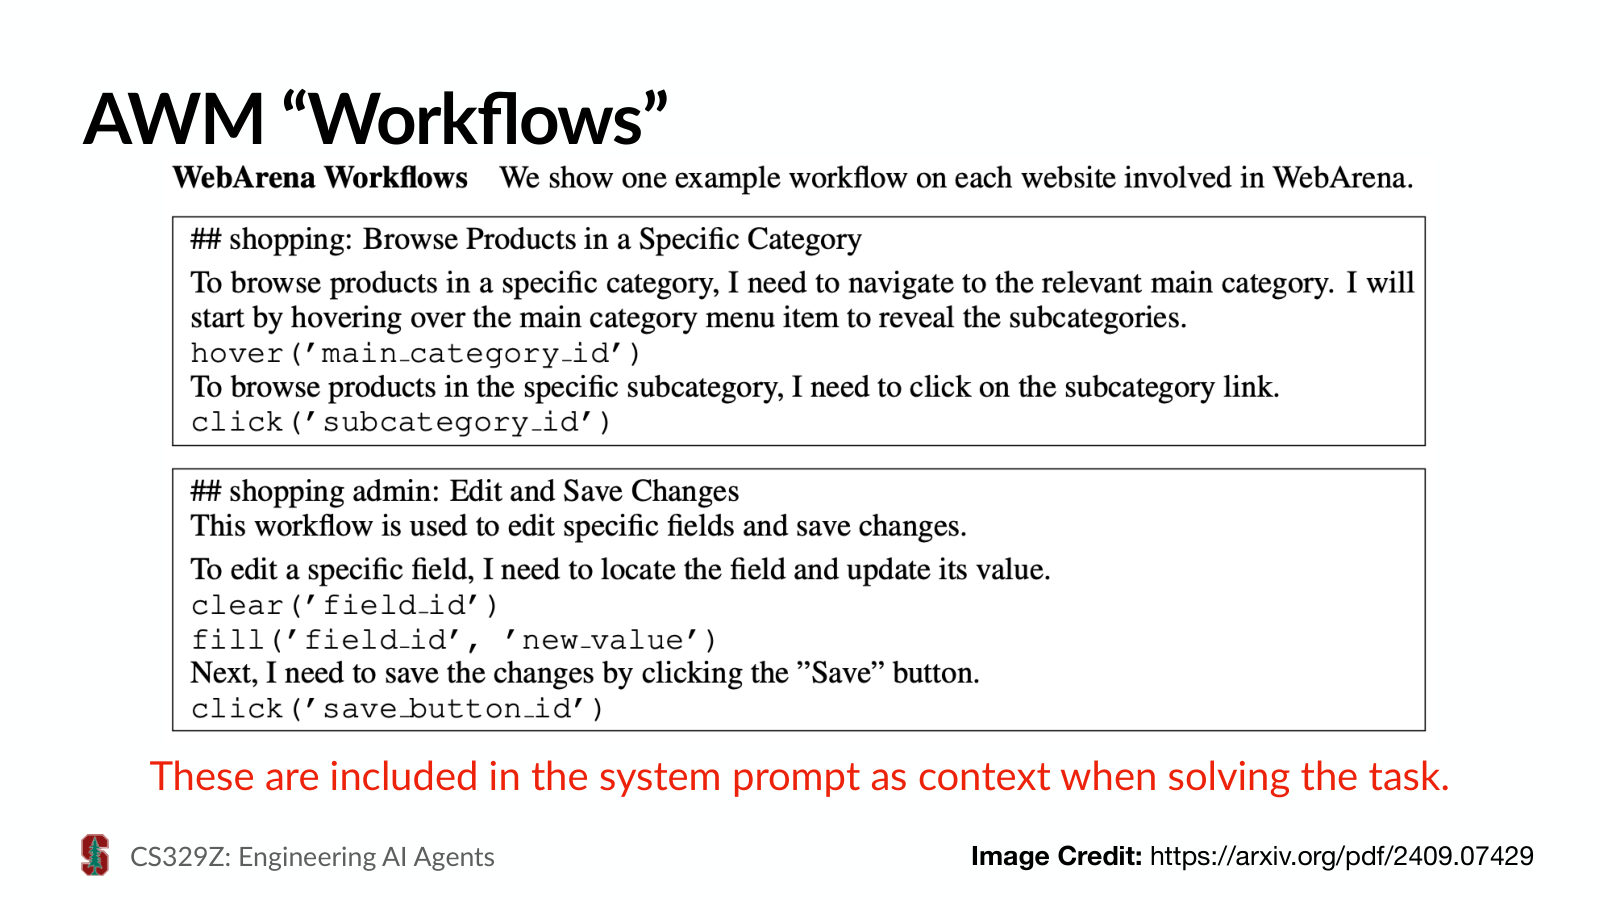 AWM “Workflows”
WebArena Workflows We show one example workflow on each website involved in WebArena.
## shopping: Browse Products in a Specific Category
To browse products in a specific category, I need to navigate to the relevant main category. I will
start by hovering over the main category menu item to reveal the subcategories.
hover('main_category_id')
To browse products in the specific subcategory, I need to click on the subcategory link.
click('subcategory_id')
## shopping admin: Edit and Save Changes
This workflow is used to edit specific fields and save changes.
To edit a specific field, I need to locate the field and update its value.
clear('field_id')
fill('field_id', 'new_value')
Next, I need to save the changes by clicking the ”Save” button.
click('save_button_id')
These are included in the system prompt as context when solving the task.
CS329Z: Engineering AI Agents
Image Credit: https://arxiv.org/pdf/2409.07429